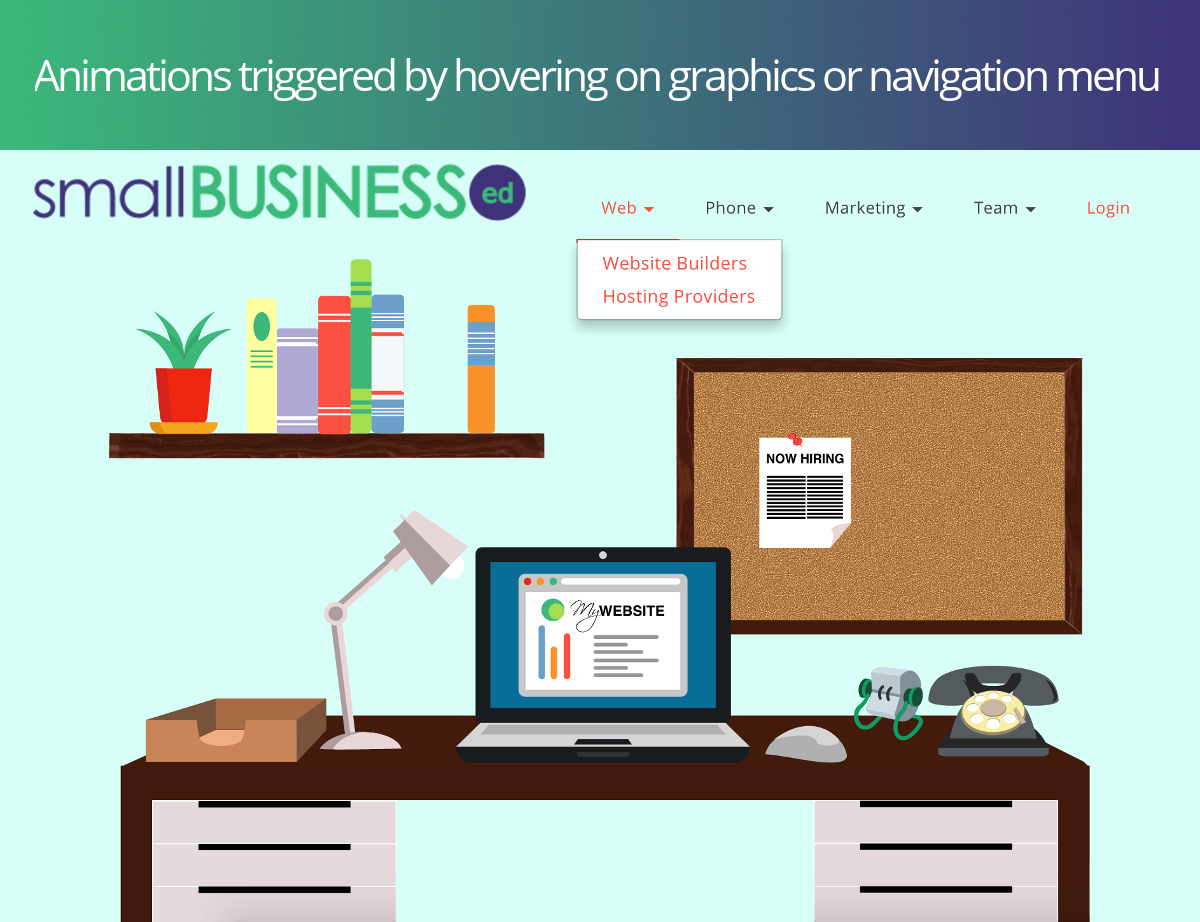 Animations triggered by hovering on graphics or navigation menu
smallBUSINESS ed
Web Phone Marketing Team Login
Website Builders
Hosting Providers
NOW HIRING
My WEBSITE